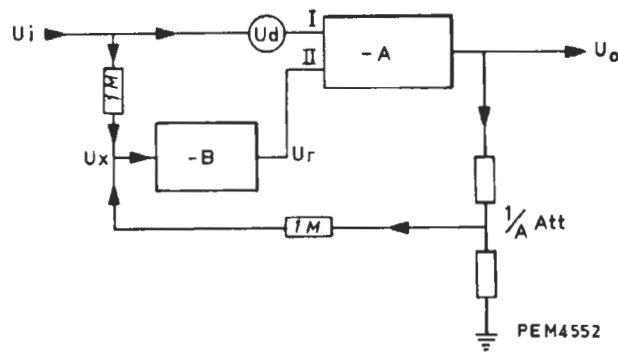 Ui
Ud
I
II
-A
Uo
1M
Ux
-B
Ur
1M
1/A Att
PEM4552